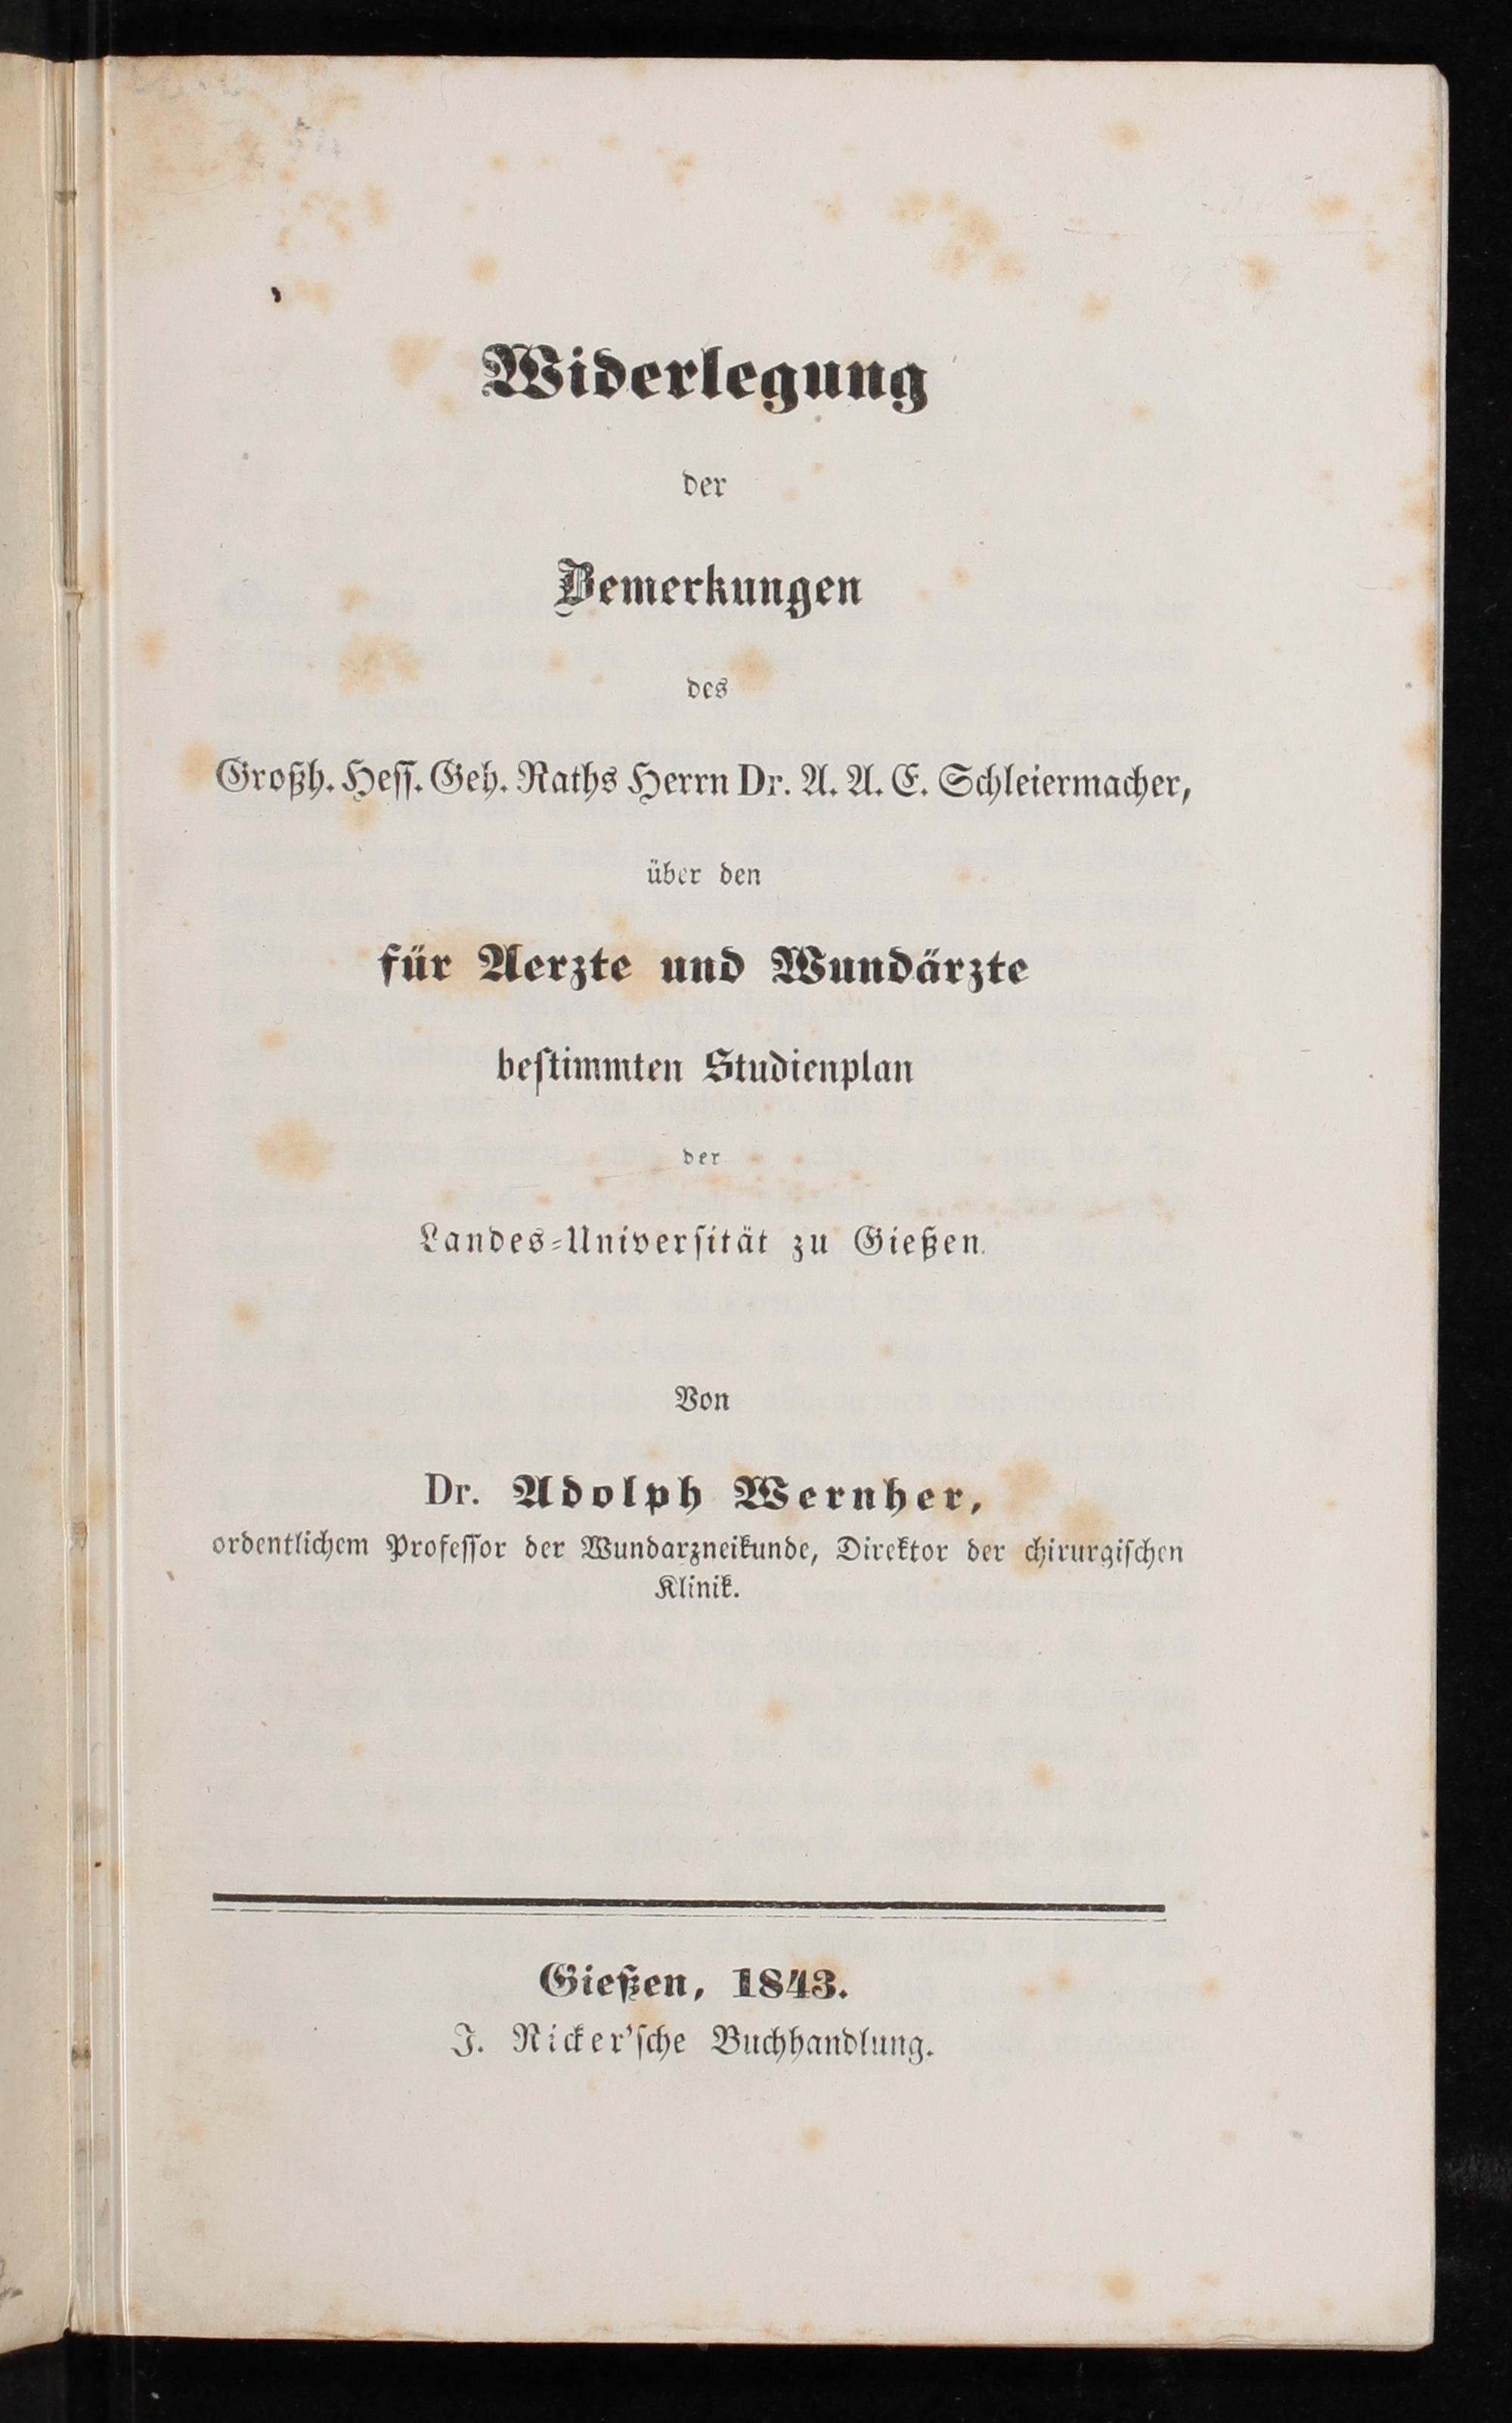 Widerlegung
der
Bemerkungen
des
Großh. Heſſ. Geh. Raths Herrn Dr. A. A. E. Schleiermacher,
über den
für Aerzte und Wundärzte
beſtimmten Studienplan
der
Landes-Univerſität zu Gießen.
Von
Dr. Adolph Wernher,
ordentlichem Profeſſor der Wundarzneikunde, Direktor der chirurgiſchen
Klinik.
Gießen, 1843.
J. Ricker'ſche Buchhandlung.